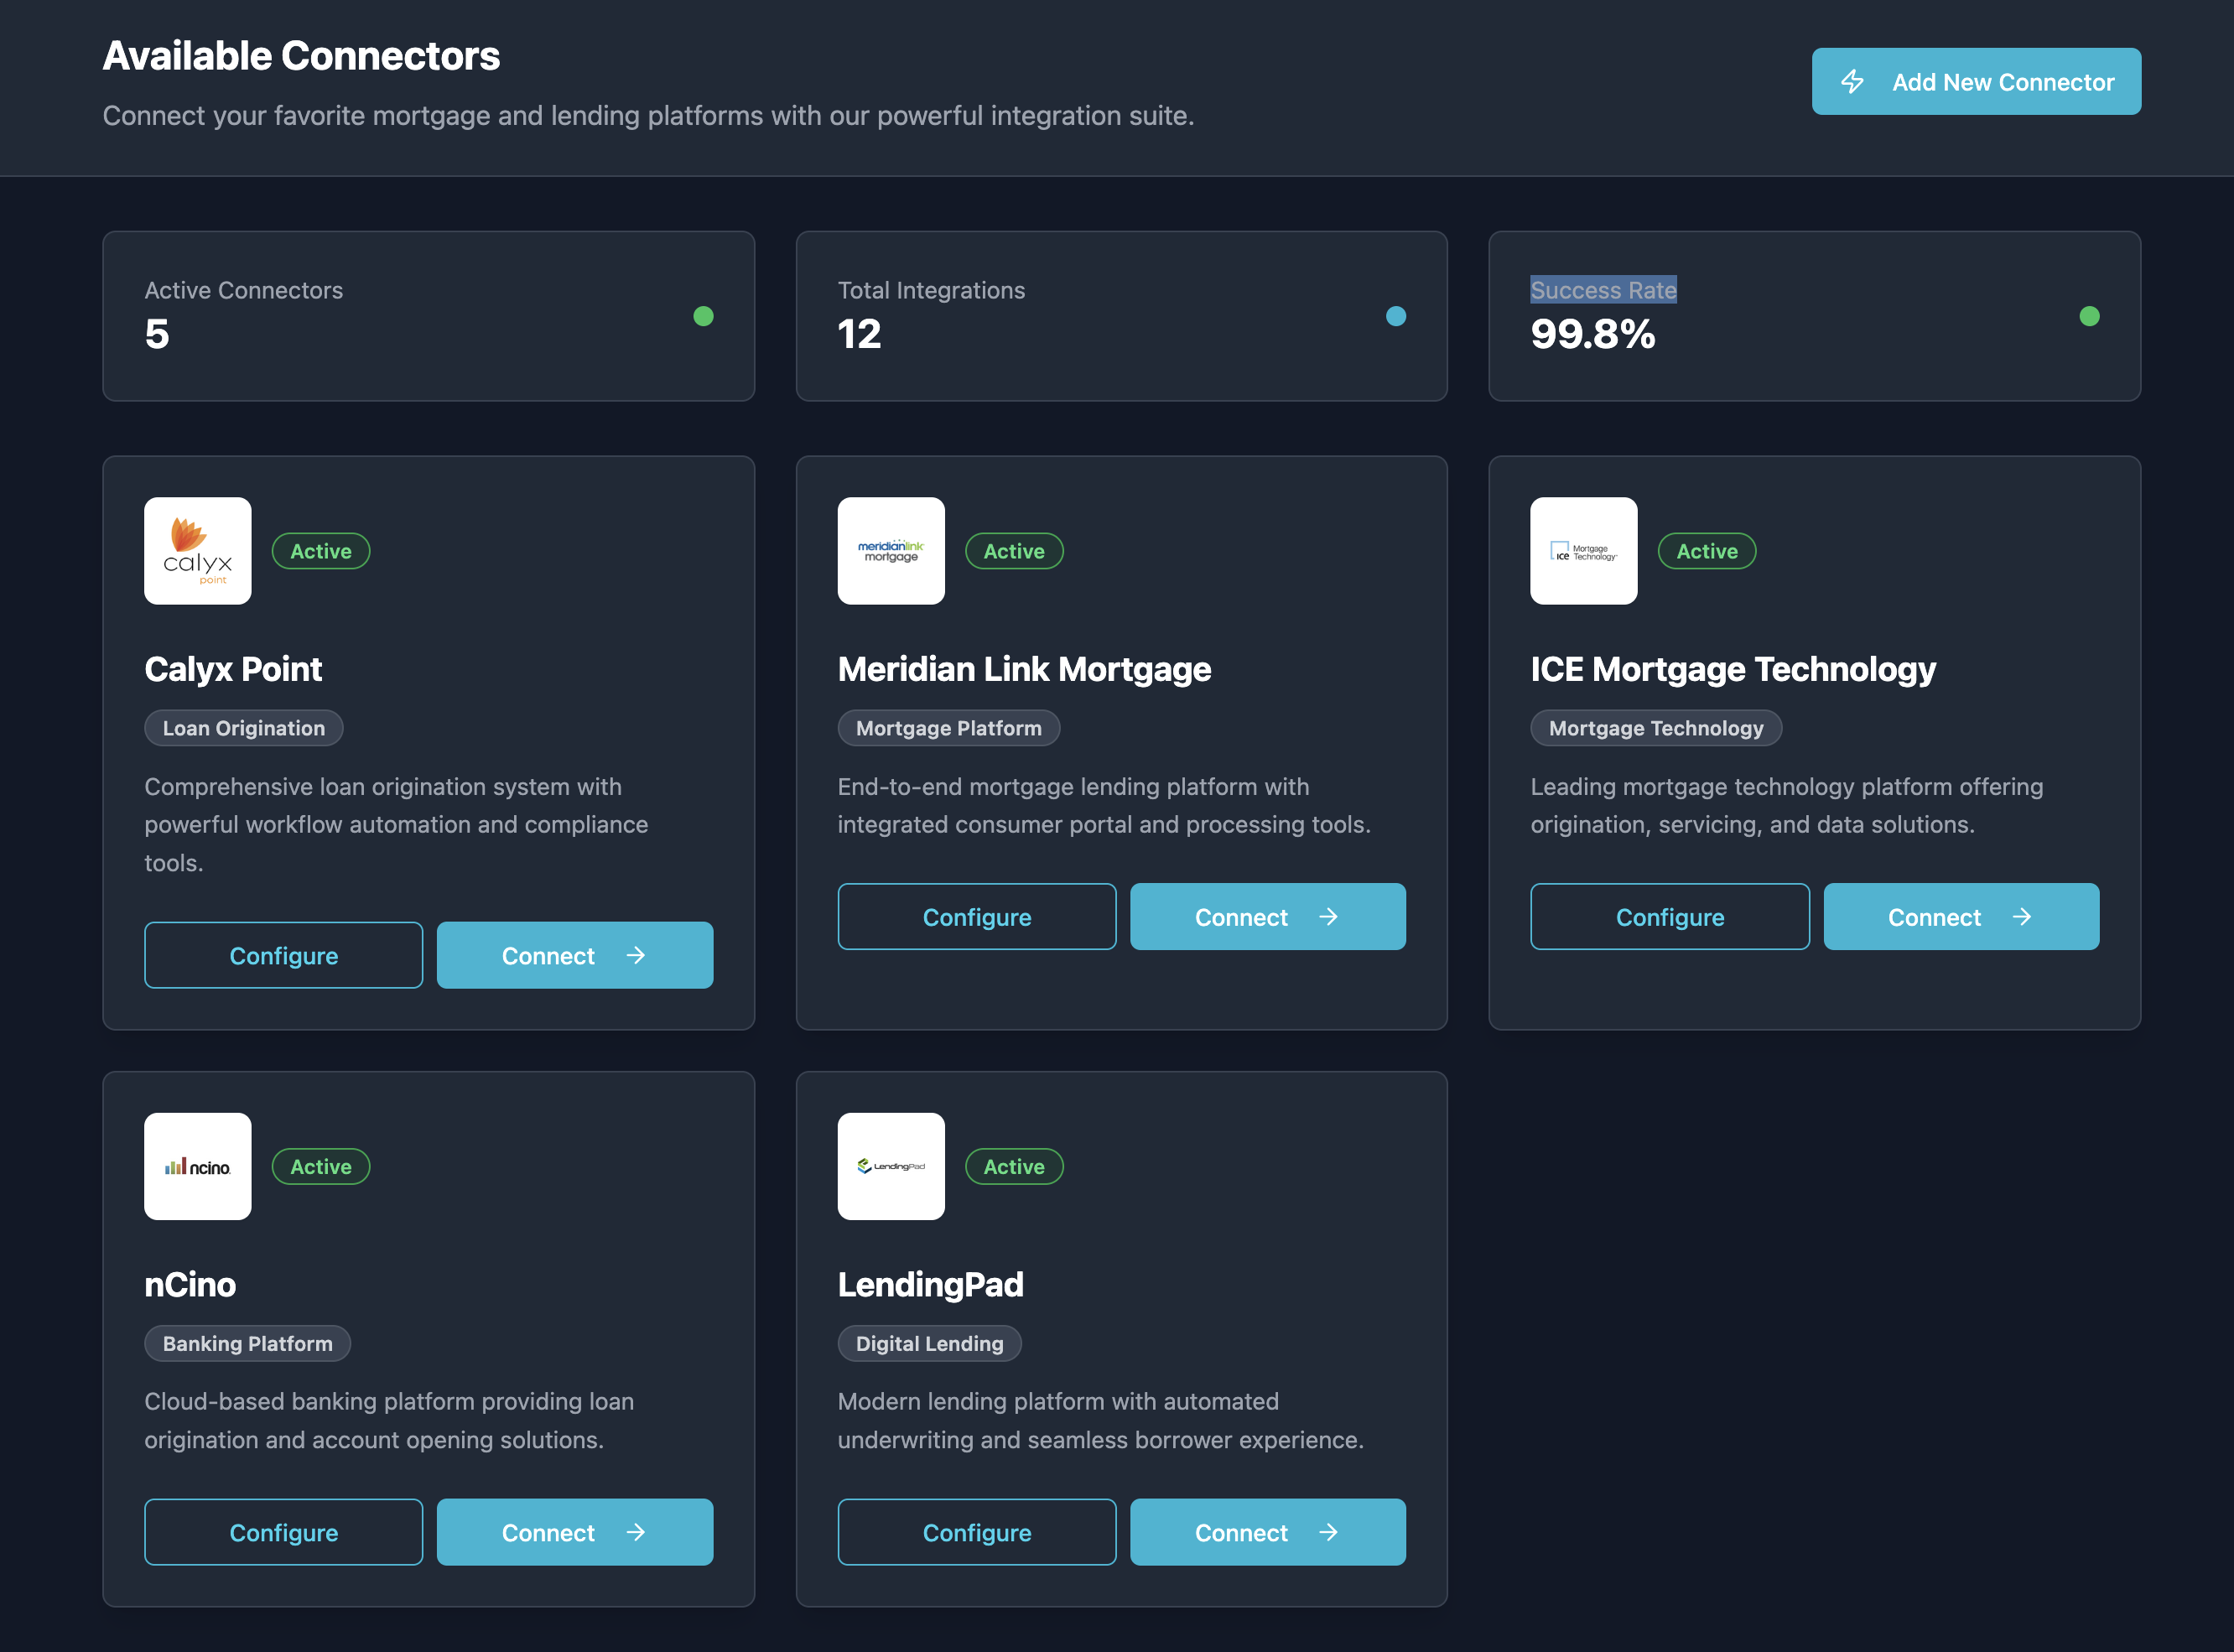 Available Connectors
Connect your favorite mortgage and lending platforms with our powerful integration suite.
Add New Connector
Active Connectors
5
Total Integrations
12
Success Rate
99.8%
calyx
point
Active
Calyx Point
Loan Origination
Comprehensive loan origination system with
powerful workflow automation and compliance
tools.
Configure
Connect
meridianlink
mortgage
Active
Meridian Link Mortgage
Mortgage Platform
End-to-end mortgage lending platform with
integrated consumer portal and processing tools.
Configure
Connect
ice Mortgage
Technology
Active
ICE Mortgage Technology
Mortgage Technology
Leading mortgage technology platform offering
origination, servicing, and data solutions.
Configure
Connect
ncino
Active
nCino
Banking Platform
Cloud-based banking platform providing loan
origination and account opening solutions.
Configure
Connect
LendingPad
Active
LendingPad
Digital Lending
Modern lending platform with automated
underwriting and seamless borrower experience.
Configure
Connect